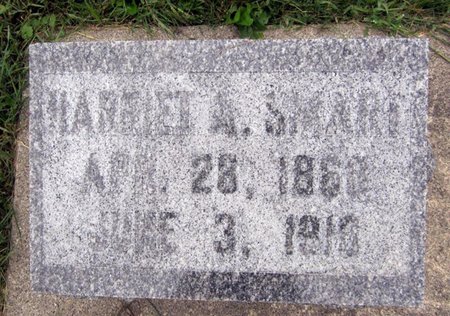 HARRIET A. SMART
APR. 28, 1860
JUNE 3, 1910